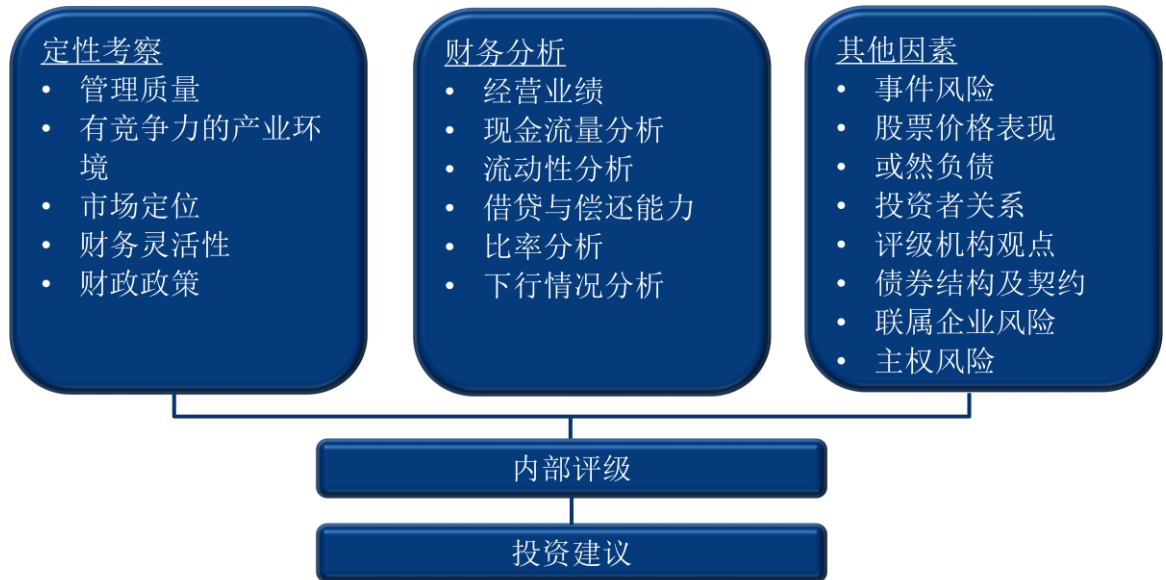 定性考察
• 管理质量
• 有竞争力的产业环
境
• 市场定位
• 财务灵活性
• 财政政策
财务分析
• 经营业绩
• 现金流量分析
• 流动性分析
• 借贷与偿还能力
• 比率分析
• 下行情况分析
其他因素
• 事件风险
• 股票价格表现
• 或然负债
• 投资者关系
• 评级机构观点
• 债券结构及契约
• 联属企业风险
• 主权风险
内部评级
投资建议